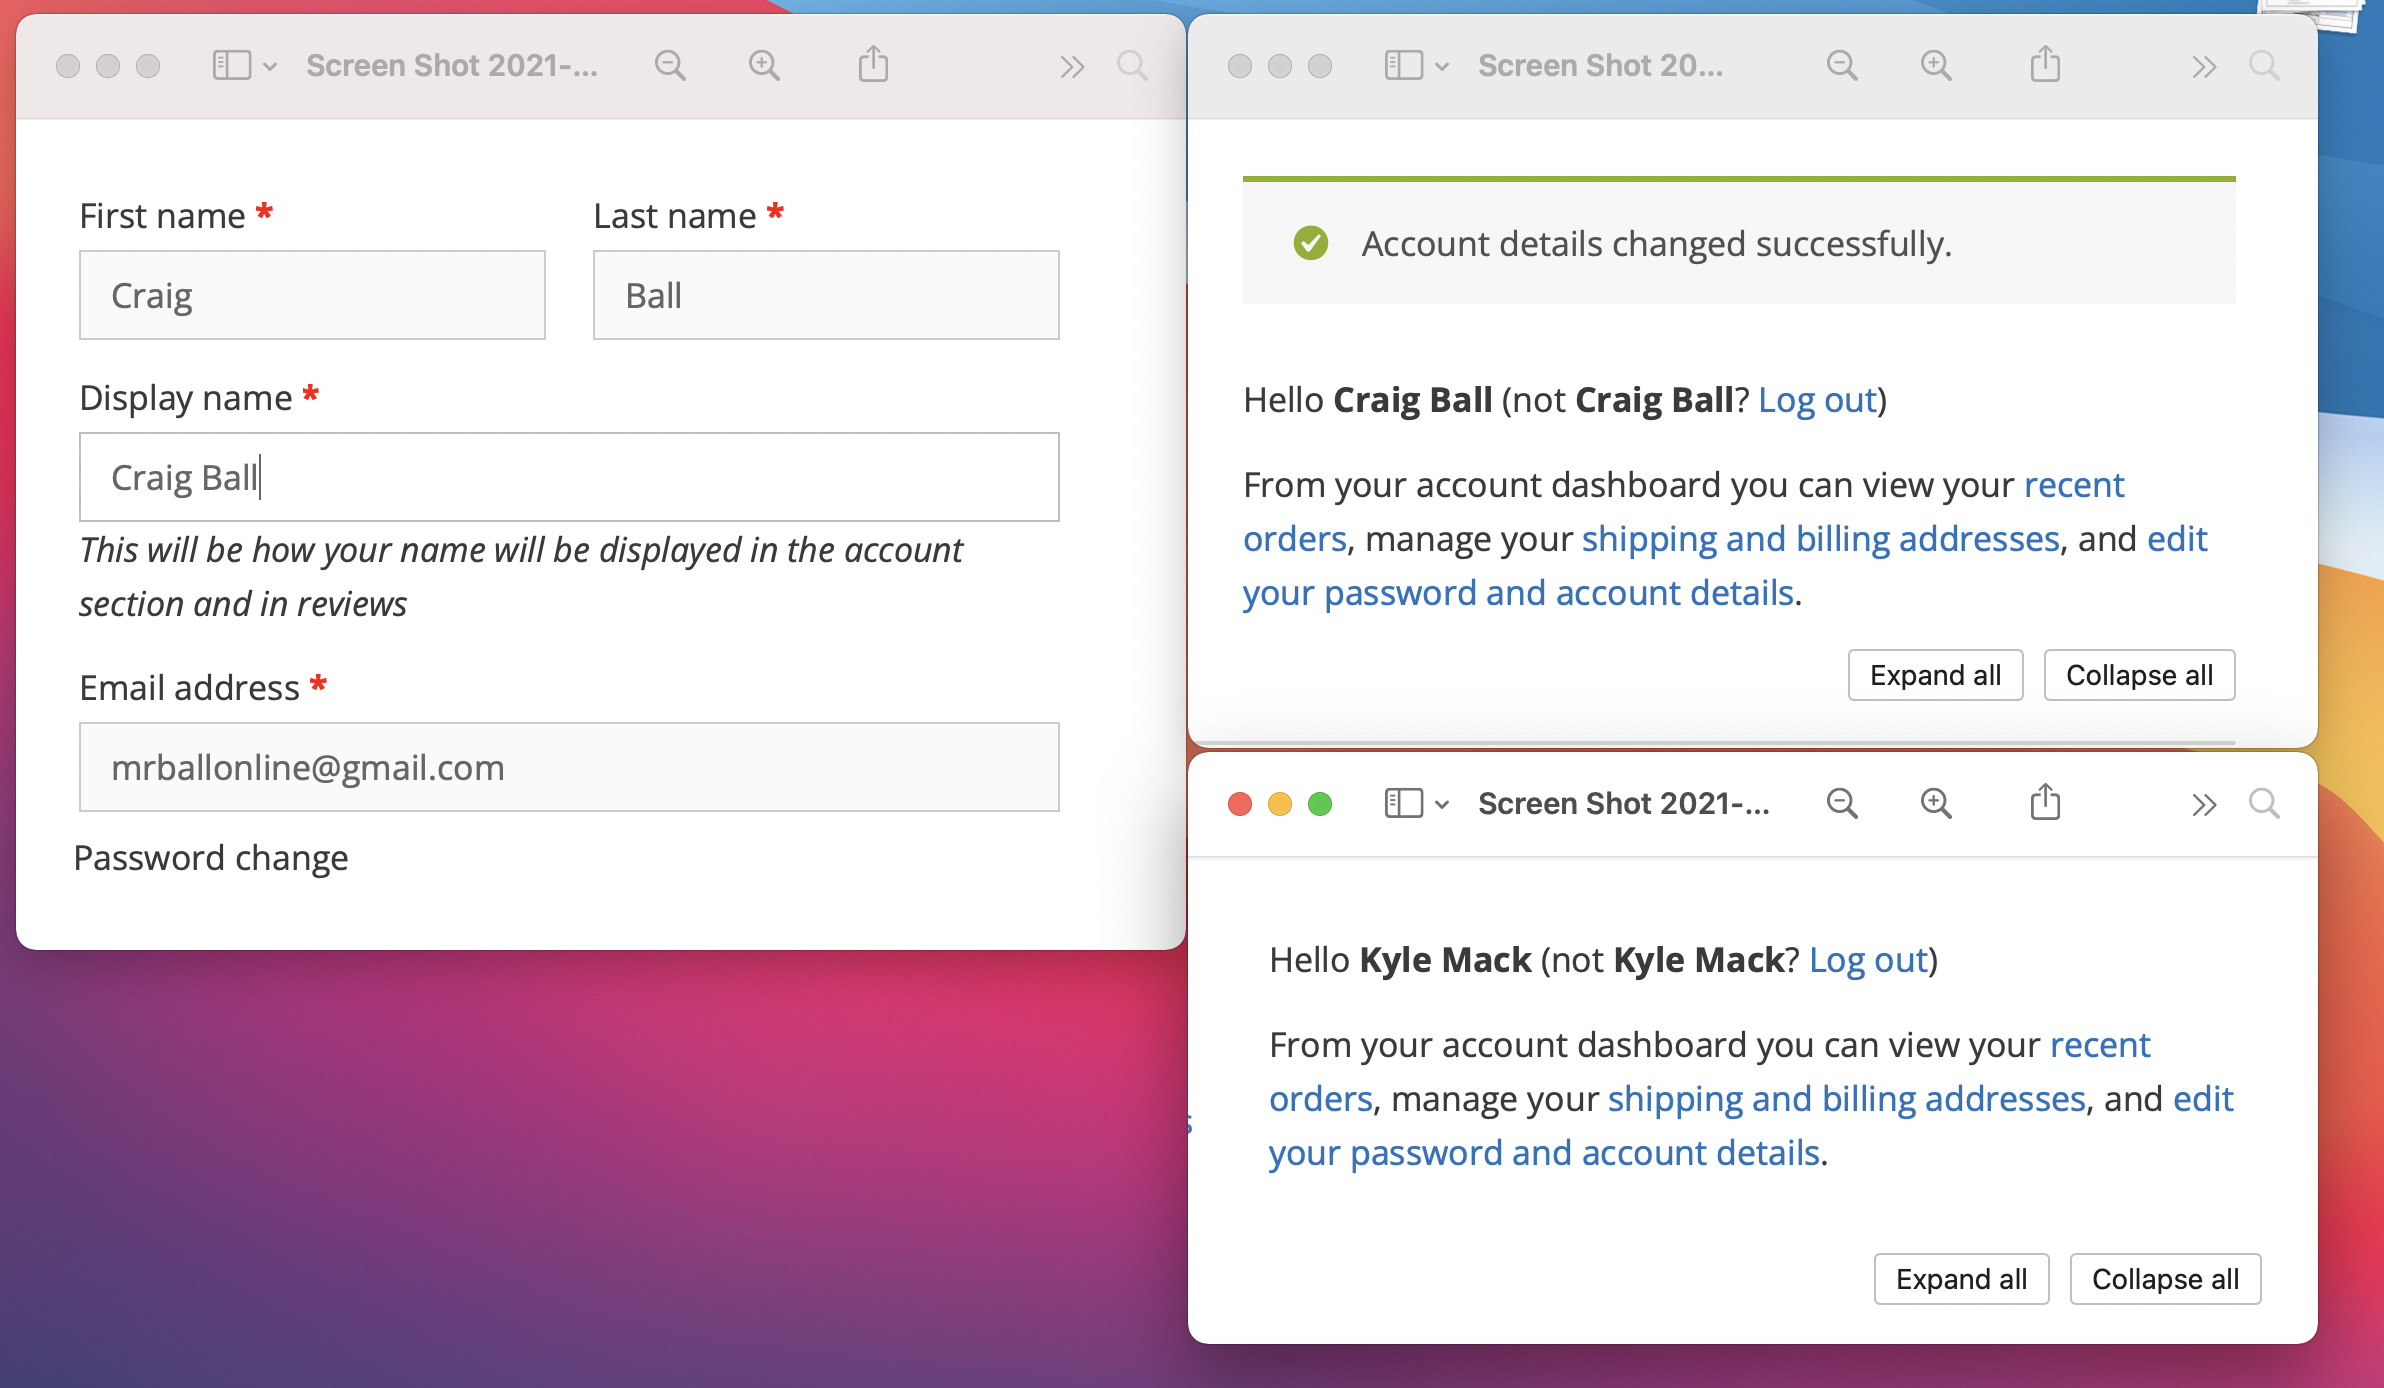 Screen Shot 2021-...
First name *
Last name *
Craig
Ball
Display name *
Craig Ball
This will be how your name will be displayed in the account
section and in reviews
Email address *
mrballonline@gmail.com
Password change
Screen Shot 20...
Account details changed successfully.
Hello Craig Ball (not Craig Ball? Log out)
From your account dashboard you can view your recent
orders, manage your shipping and billing addresses, and edit
your password and account details.
Expand all
Collapse all
Screen Shot 2021-...
Hello Kyle Mack (not Kyle Mack? Log out)
From your account dashboard you can view your recent
orders, manage your shipping and billing addresses, and edit
your password and account details.
Expand all
Collapse all